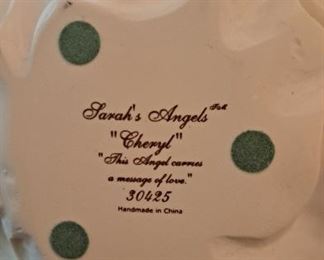 Sarah's Angels
"Cheryl"
"This Angel carries
a message of love."
30425
Handmade in China